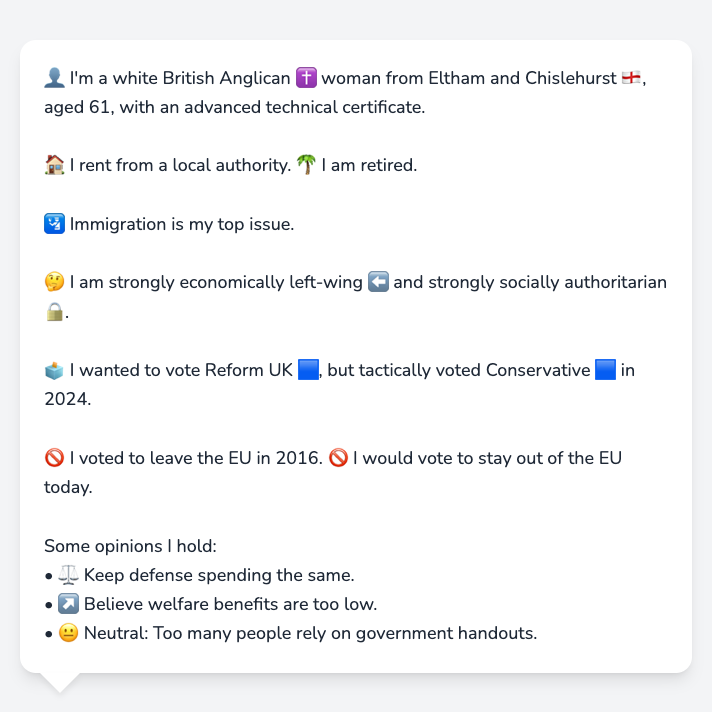 👤 I'm a white British Anglican ✝️ woman from Eltham and Chislehurst 🏴󠁧󠁢󠁥󠁮󠁧󠁿,
aged 61, with an advanced technical certificate.
🏠 I rent from a local authority. 🌴 I am retired.
🛂 Immigration is my top issue.
🤔 I am strongly economically left-wing ⬅️ and strongly socially authoritarian
🔒.
🗳️ I wanted to vote Reform UK 🟦, but tactically voted Conservative 🟦 in
2024.
🚫 I voted to leave the EU in 2016. 🚫 I would vote to stay out of the EU
today.
Some opinions I hold:
• ⚖️ Keep defense spending the same.
• ↗️ Believe welfare benefits are too low.
• 😐 Neutral: Too many people rely on government handouts.